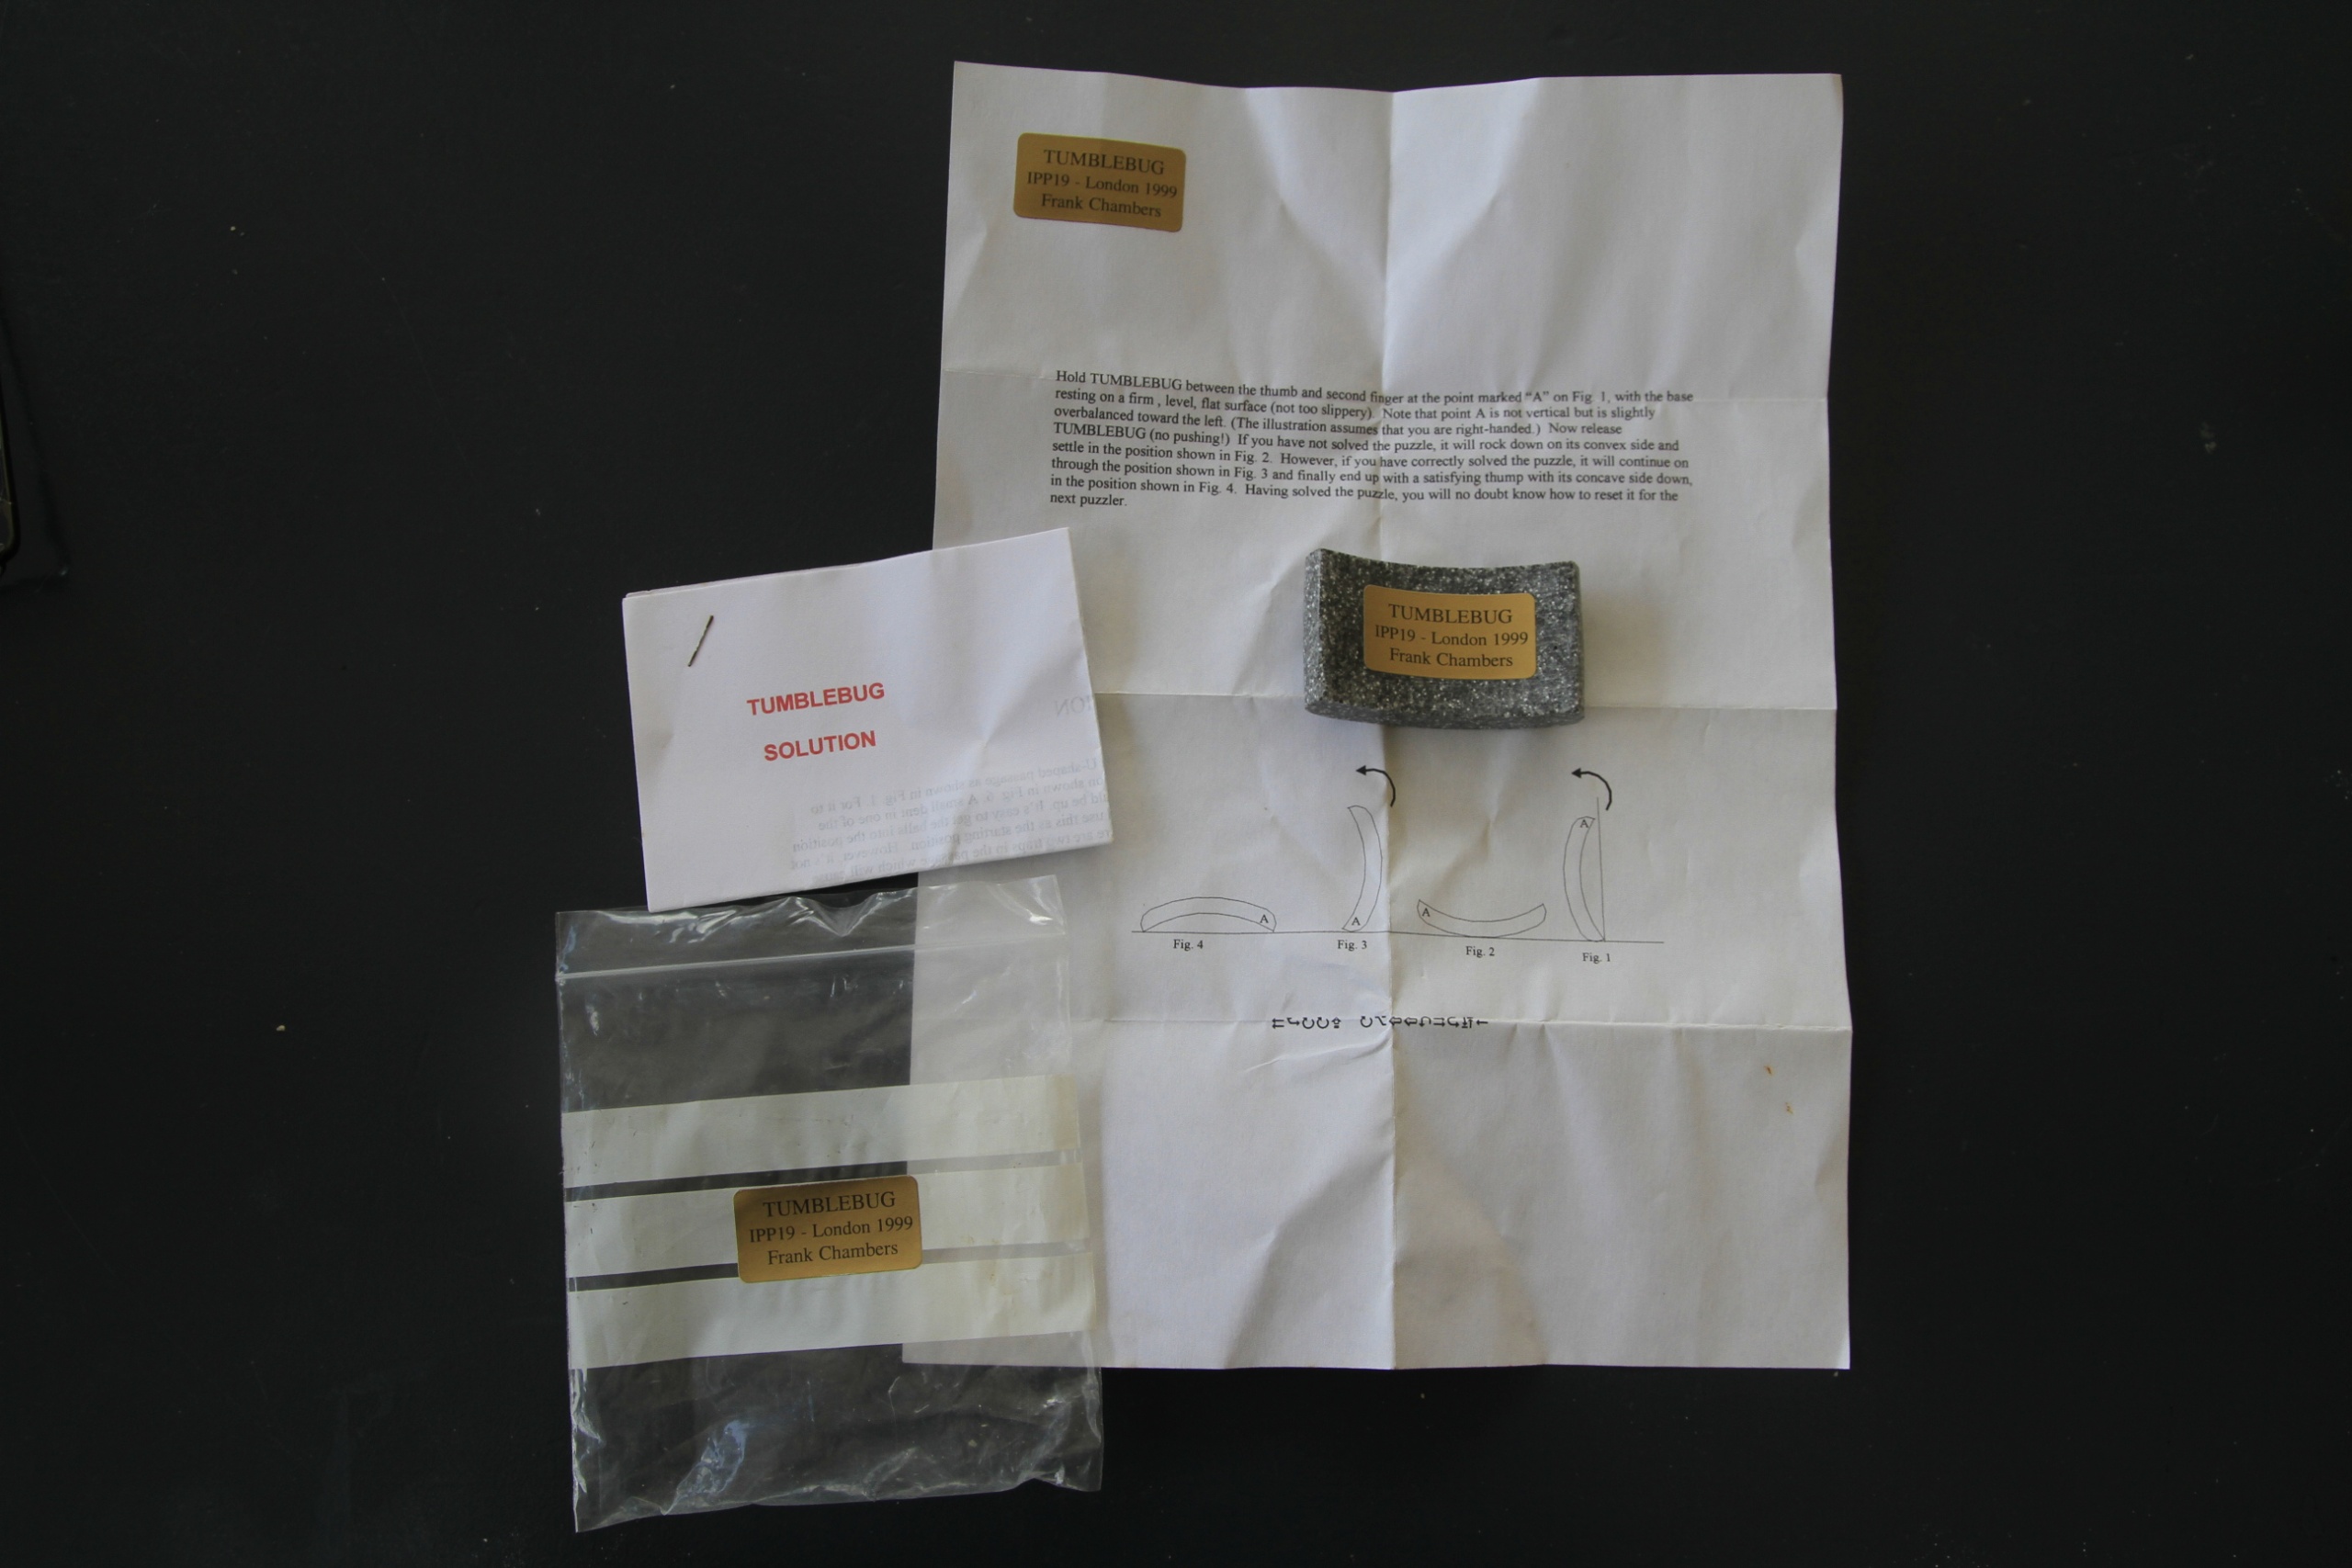 TUMBLEBUG
IPP19 - London 1999
Frank Chambers
Hold TUMBLEBUG between the thumb and second finger at the point marked “A” on Fig. 1, with the base
resting on a firm , level, flat surface (not too slippery). Note that point A is not vertical but is slightly
overbalanced toward the left. (The illustration assumes that you are right-handed.) Now release
TUMBLEBUG (no pushing!) If you have not solved the puzzle, it will rock down on its convex side and
settle in the position shown in Fig. 2. However, if you have correctly solved the puzzle, it will continue on
through the position shown in Fig. 3 and finally end up with a satisfying thump with its concave side down,
in the position shown in Fig. 4. Having solved the puzzle, you will no doubt know how to reset it for the
next puzzler.
TUMBLEBUG
IPP19 - London 1999
Frank Chambers
TUMBLEBUG
SOLUTION
A
A
A
A
Fig. 4
Fig. 3
Fig. 2
Fig. 1
TUMBLEBUG
IPP19 - London 1999
Frank Chambers